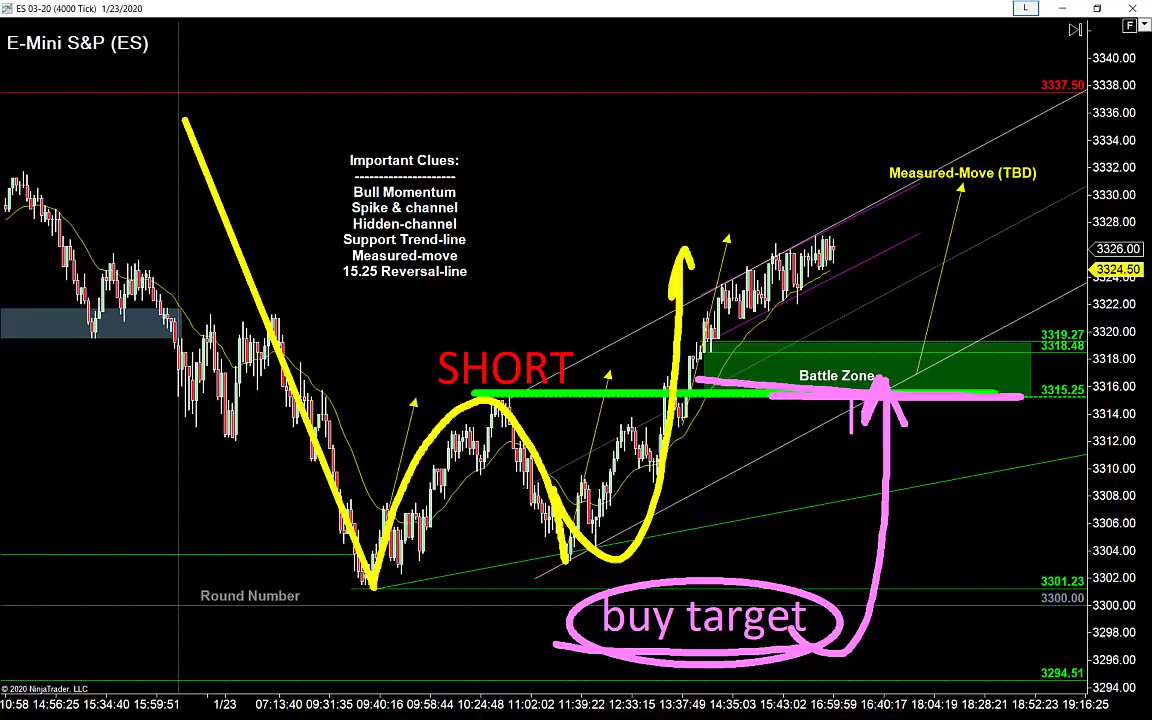 ES 03-20 (4000 Tick) 1/23/2020
L
E-Mini S&P (ES)
F
3340.00
3337.50
3338.00
3336.00
3334.00
Important Clues:
---------------------
Bull Momentum
Spike & channel
Hidden-channel
Support Trend-line
Measured-move
15.25 Reversal-line
3332.00
Measured-Move (TBD)
3330.00
3328.00
3326.00
3324.50
3324.00
3322.00
3319.27
3320.00
3318.48
3318.00
SHORT
Battle Zone
3315.25
3316.00
3314.00
3312.00
3310.00
3308.00
3306.00
3304.00
3301.23
3302.00
Round Number
3300.00
3300.00
buy target
3298.00
3296.00
3294.51
3294.00
© 2020 NinjaTrader, LLC
10:58 14:56:25 15:34:40 15:59:51 1/23 07:13:40 09:31:35 09:40:16 09:58:44 10:24:48 11:02:02 11:39:22 12:33:15 13:37:49 14:35:03 15:43:02 16:59:59 16:40:17 18:04:19 18:28:21 18:52:23 19:16:25